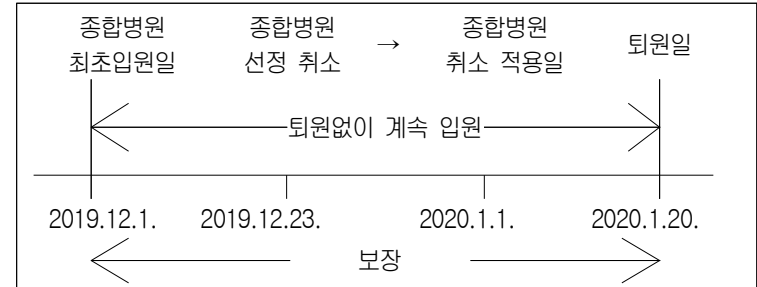 종합병원 종합병원 종합병원
최초입원일 선정 취소 → 취소 적용일 퇴원일
퇴원없이 계속 입원
2019.12.1. 2019.12.23. 2020.1.1. 2020.1.20.
보장